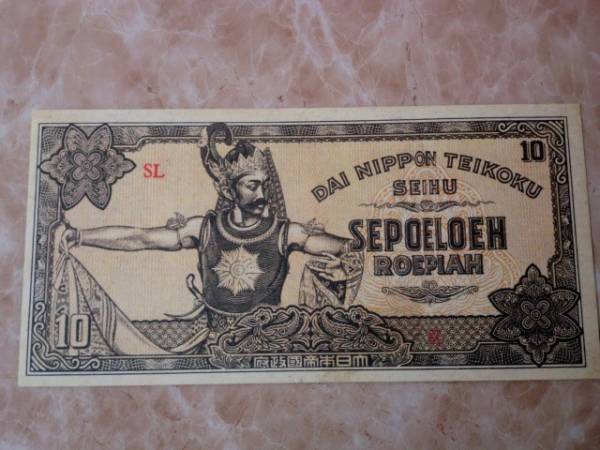 10
SL
DAI NIPPON TEIKOKU
SEIHU
SEPOELOEH
ROEPIAH
10
府政國帝本日大